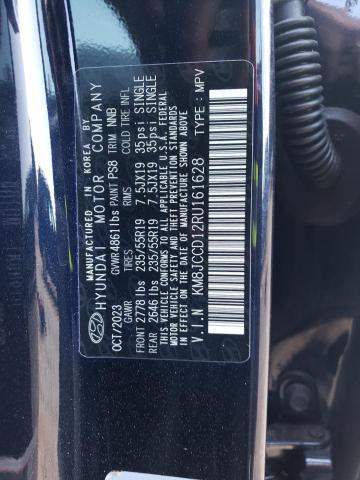 MANUFACTURED IN KOREA BY
HYUNDAI MOTOR COMPANY
OCT/2023 GVWR4861lbs PAINT PS8 TRIM NNB
GAWR TIRES RIMS COLD TIRE INFL
FRONT 2778 lbs 235/55R19 7.5JX19 35psi SINGLE
REAR 2646 lbs 235/55R19 7.5JX19 35psi SINGLE
THIS VEHICLE CONFORMS TO ALL APPLICABLE U.S.A. FEDERAL
MOTOR VEHICLE SAFETY AND THEFT PREVENTION STANDARDS
IN EFFECT ON THE DATE OF MANUFACTURE SHOWN ABOVE
V.I.N : KM8JCCD12RU161628 TYPE : MPV